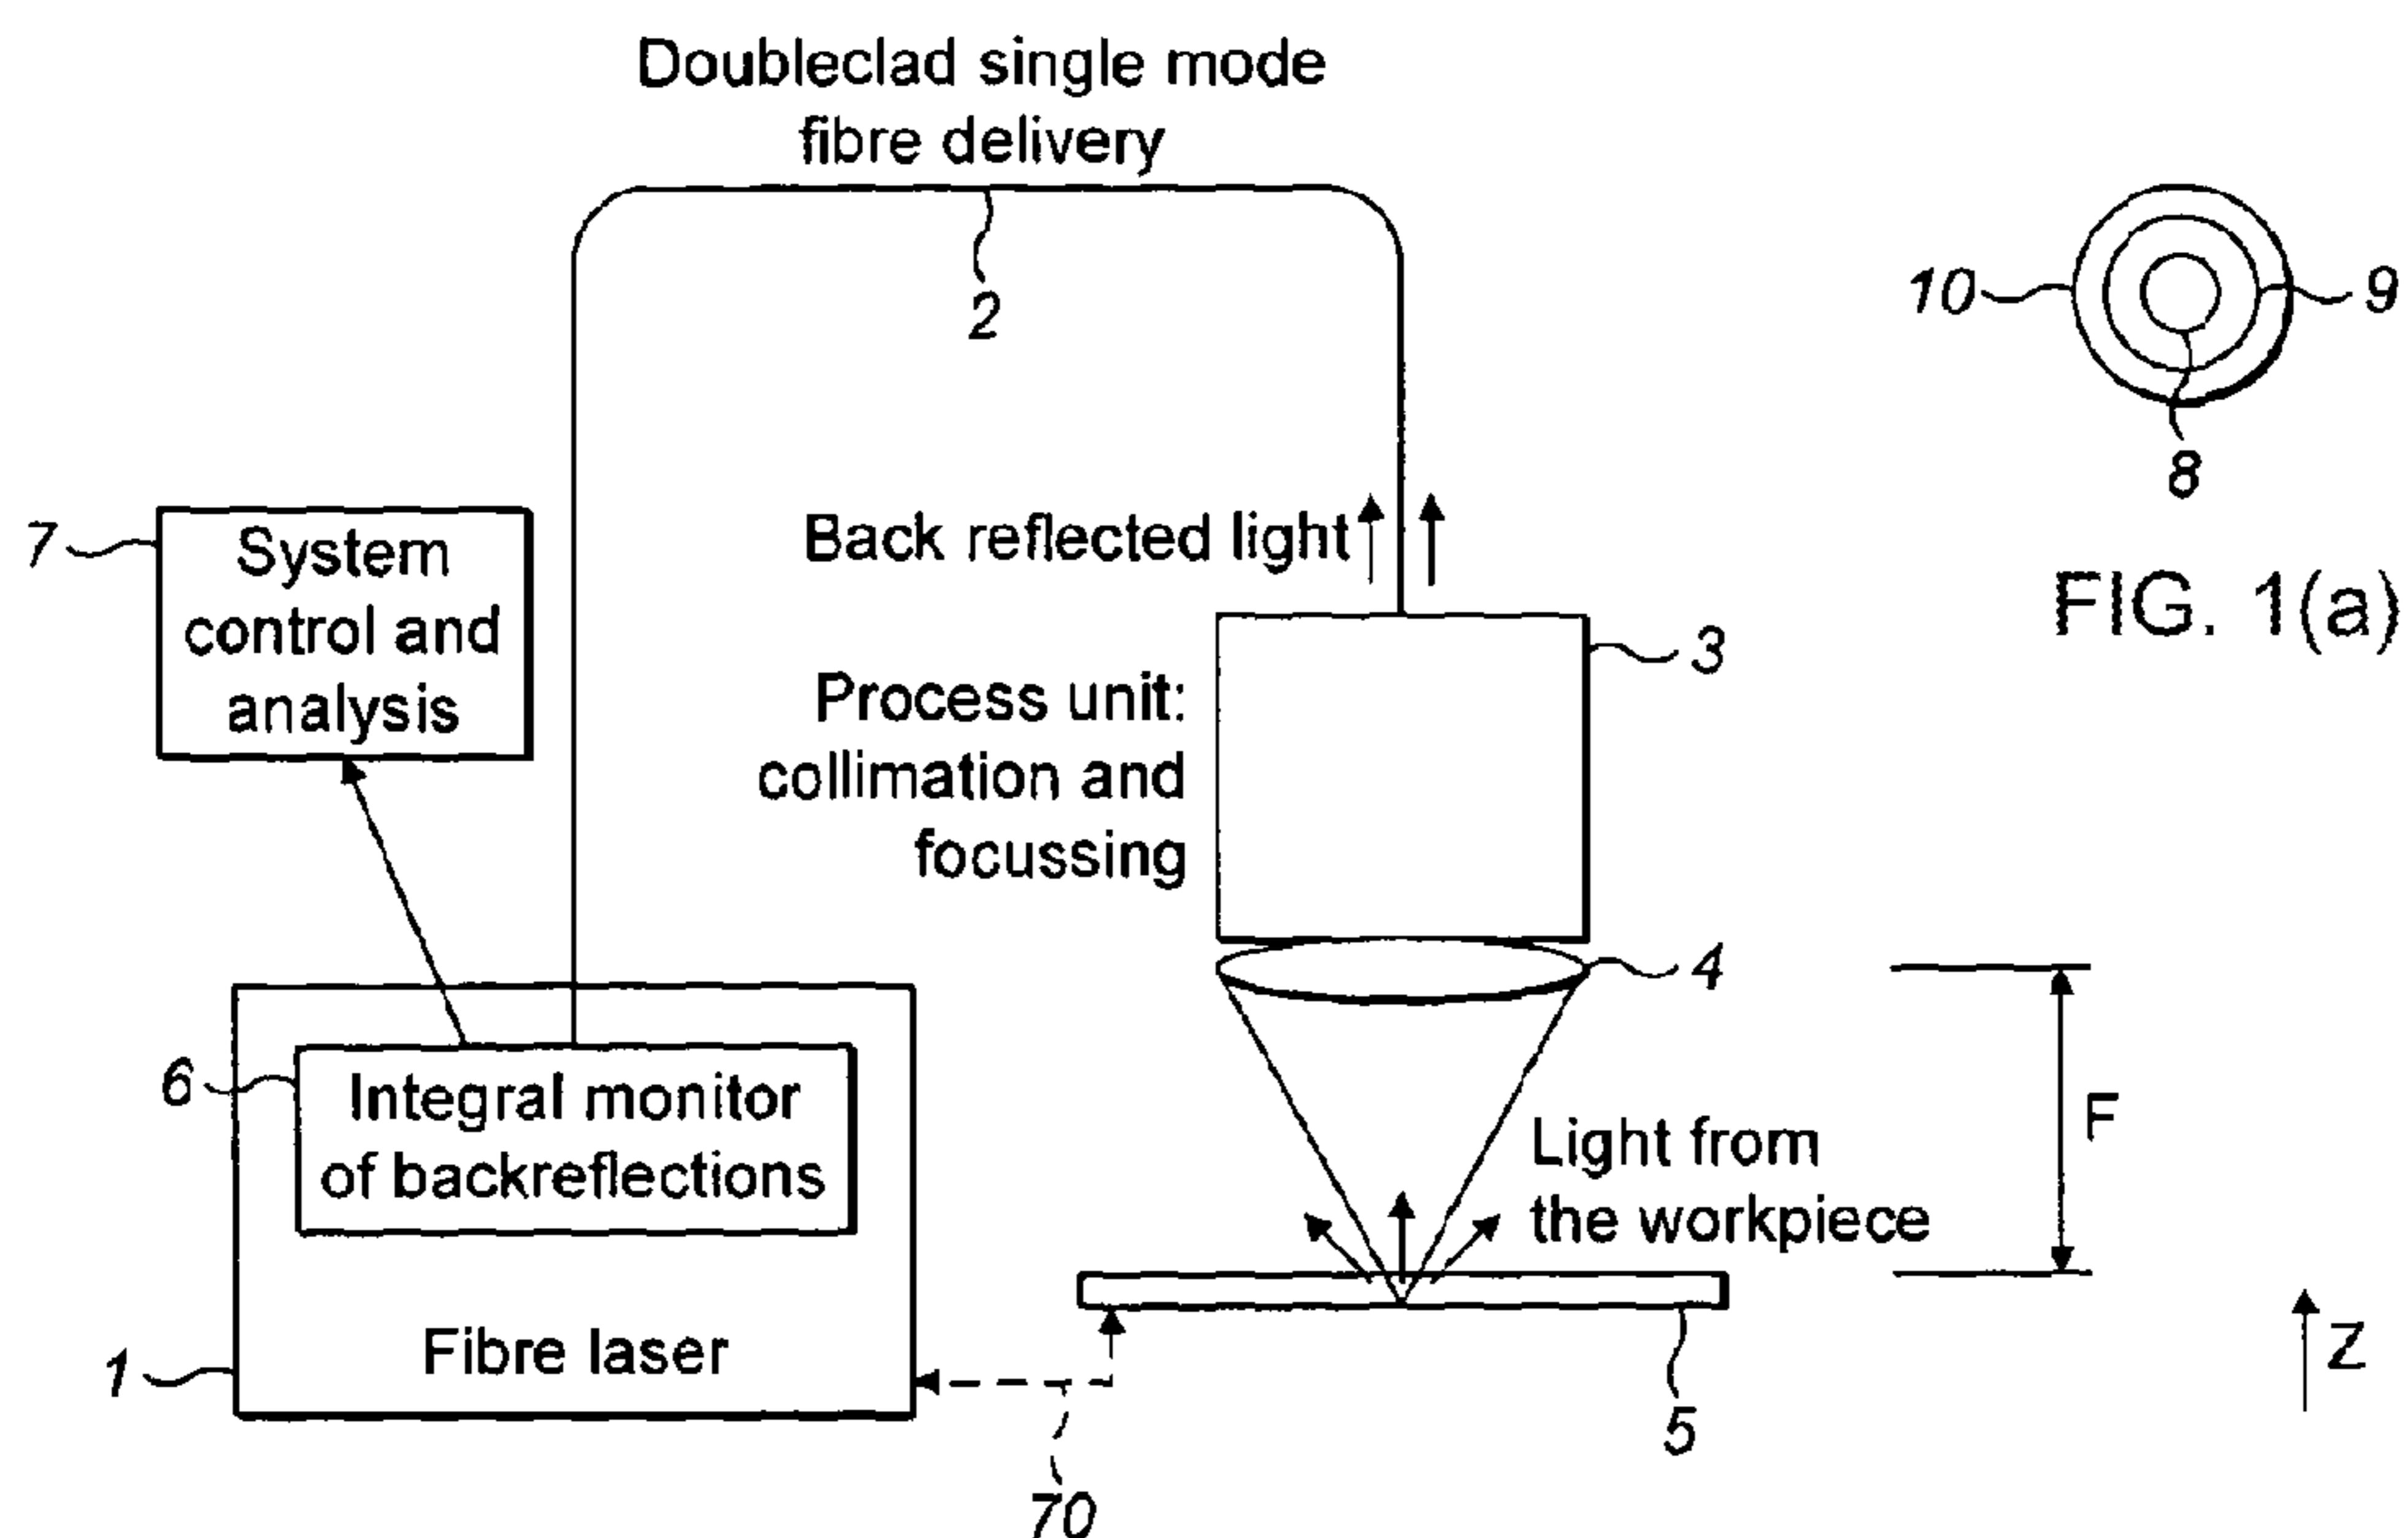 Doubleclad single mode
fibre delivery
2
10
9
8
FIG. 1(a)
7
System
control and
analysis
Back reflected light
3
Process unit:
collimation and
focussing
4
F
6
Integral monitor
of backreflections
Light from
the workpiece
Fibre laser
1
5
Z
70